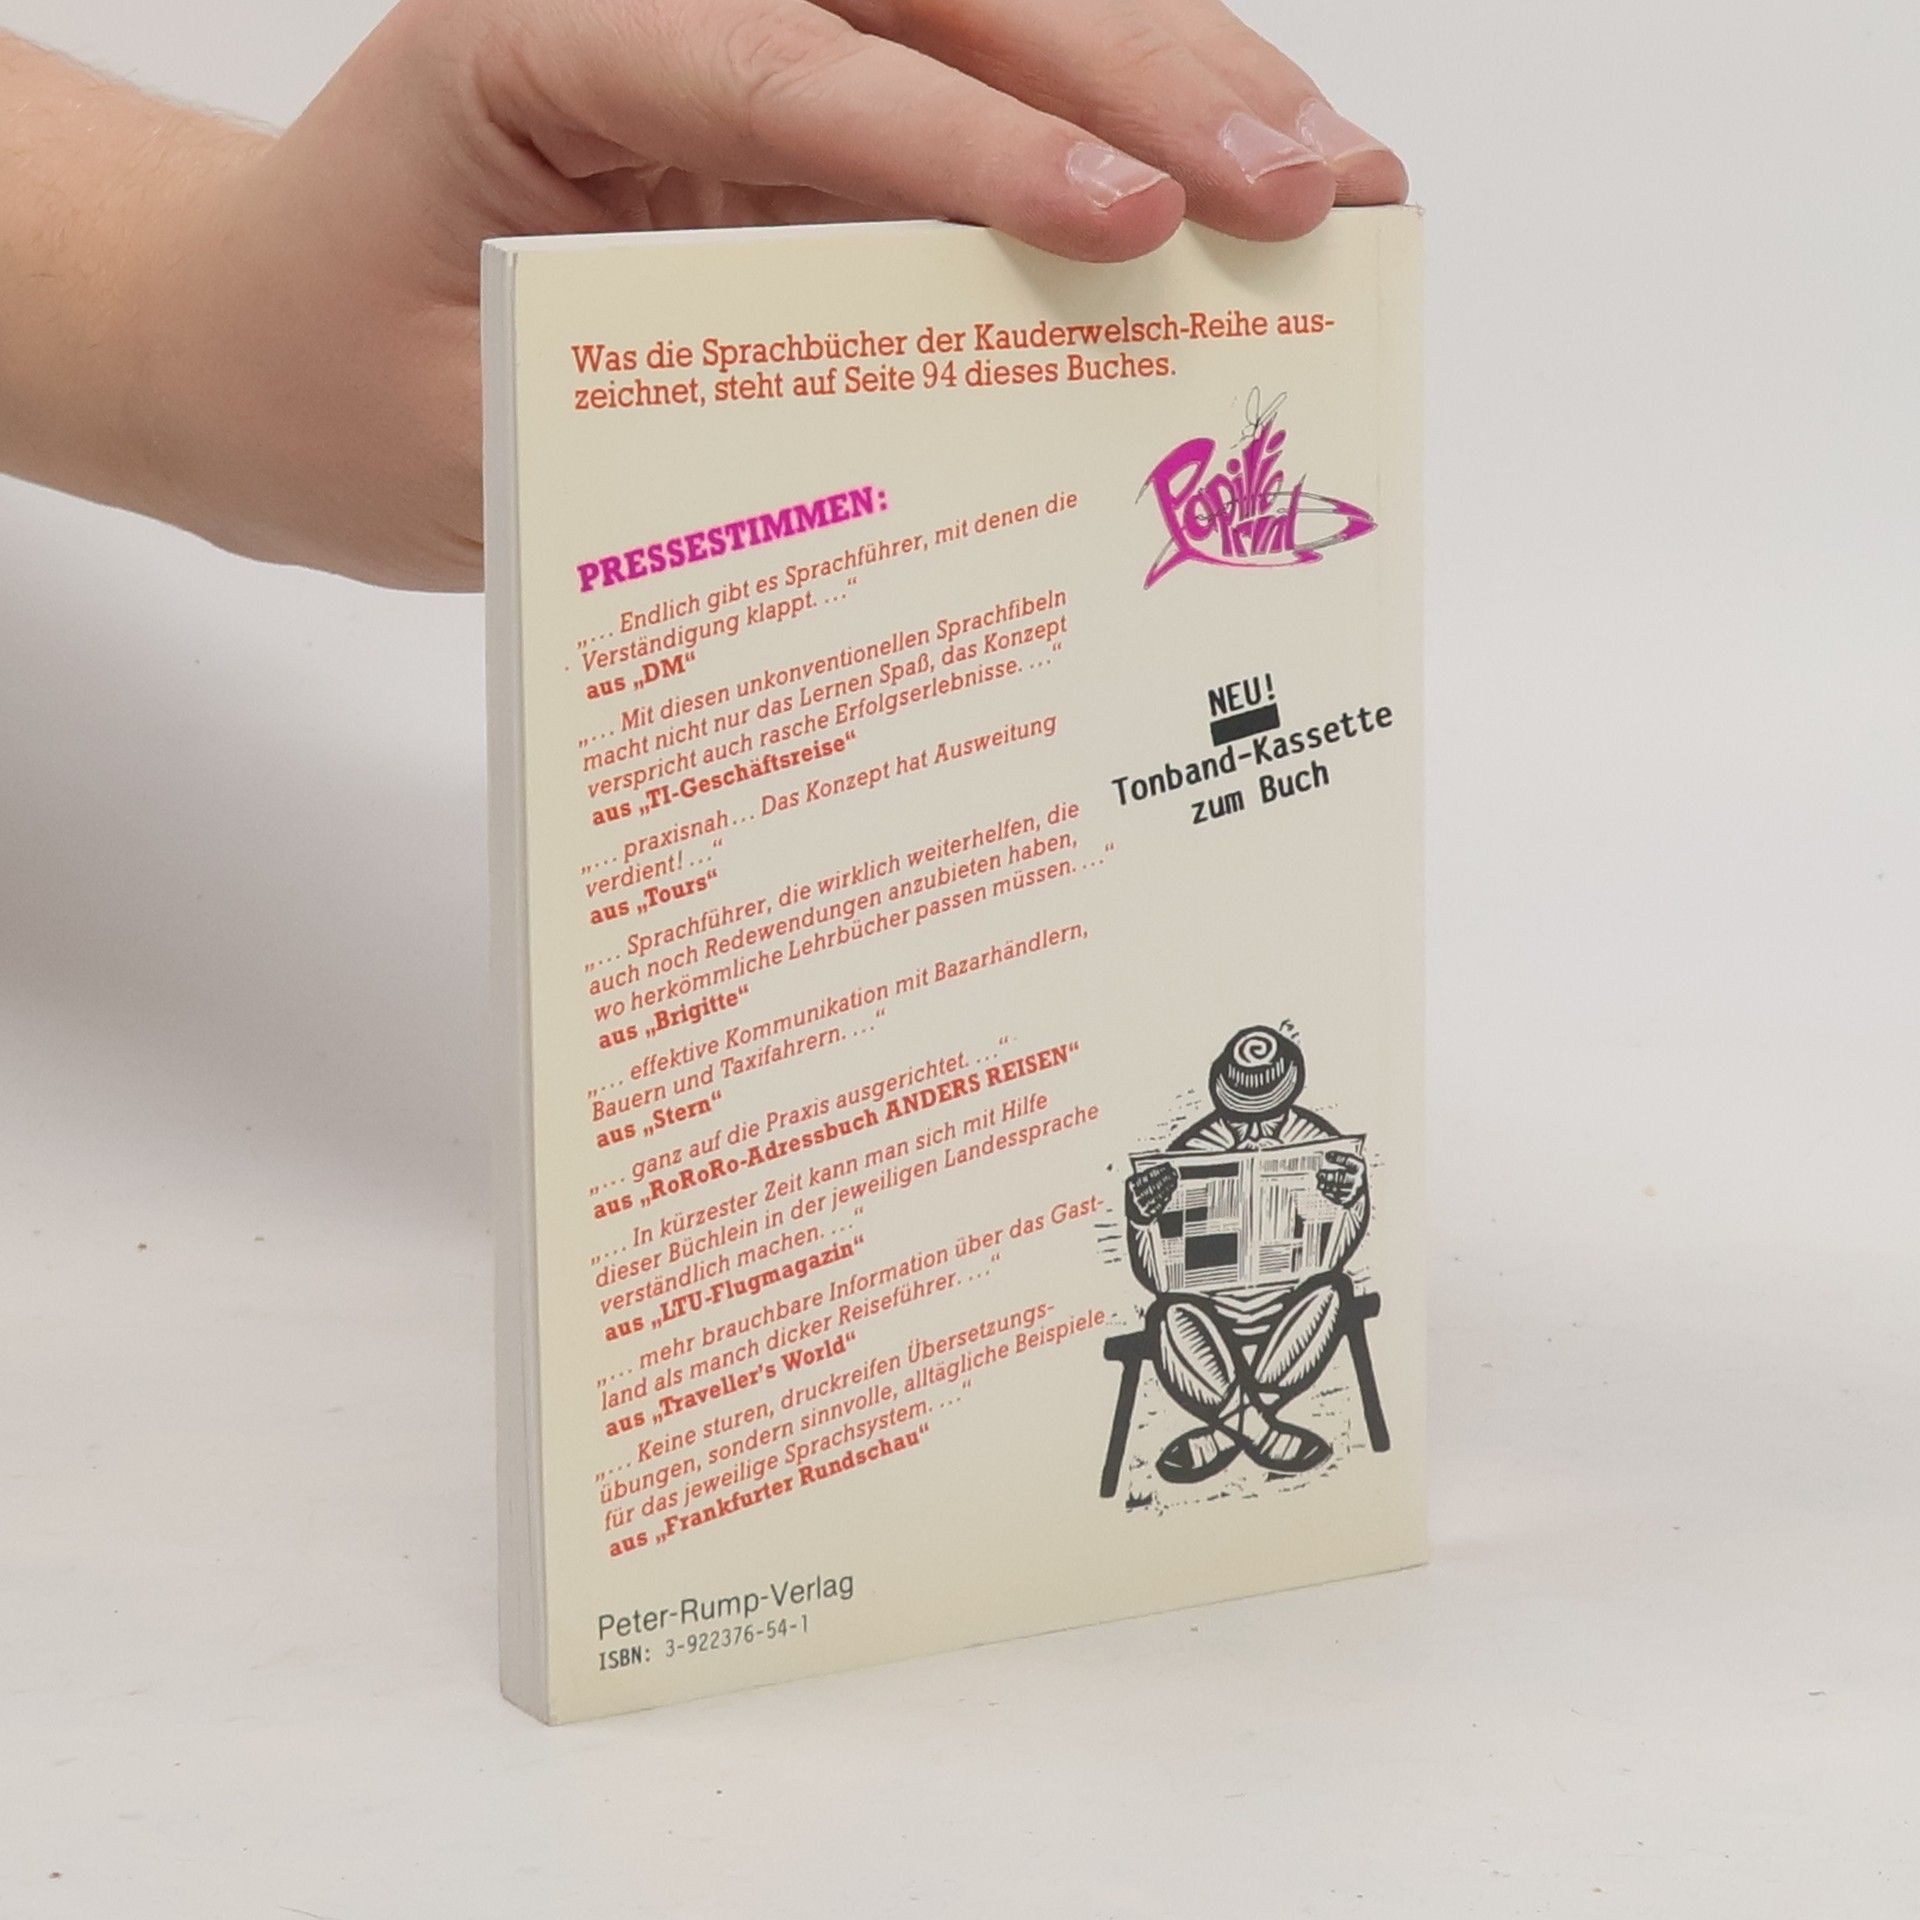 Was die Sprachbücher der Kauderwelsch-Reihe aus-
zeichnet, steht auf Seite 94 dieses Buches.
PRESSESTIMMEN:
„... Endlich gibt es Sprachführer, mit denen die
Verständigung klappt. ...“
aus „DM“
„... Mit diesen unkonventionellen Sprachfibeln
macht nicht nur das Lernen Spaß, das Konzept
verspricht auch rasche Erfolgserlebnisse. ...“
aus „TI-Geschäftsreise“
„... praxisnah... Das Konzept hat Ausweitung
verdient! ...“
aus „Tours“
„... Sprachführer, die wirklich weiterhelfen, die
auch noch Redewendungen anzubieten haben,
wo herkömmliche Lehrbücher passen müssen. ...“
aus „Brigitte“
„... effektive Kommunikation mit Bazarhändlern,
Bauern und Taxifahrern. ...“
aus „Stern“
„... ganz auf die Praxis ausgerichtet. ...“
aus „RoRoRo-Adressbuch ANDERS REISEN“
„... In kürzester Zeit kann man sich mit Hilfe
dieser Büchlein in der jeweiligen Landessprache
verständlich machen. ...“
aus „LTU-Flugmagazin“
„... mehr brauchbare Information über das Gast-
land als manch dicker Reiseführer. ...“
aus „Traveller's World“
„... Keine sturen, druckreifen Übersetzungs-
übungen, sondern sinnvolle, alltägliche Beispiele
für das jeweilige Sprachsystem. ...“
aus „Frankfurter Rundschau“
Papilli
Print
NEU!
Tonband-Kassette
zum Buch
Peter-Rump-Verlag
ISBN: 3-922376-54-1